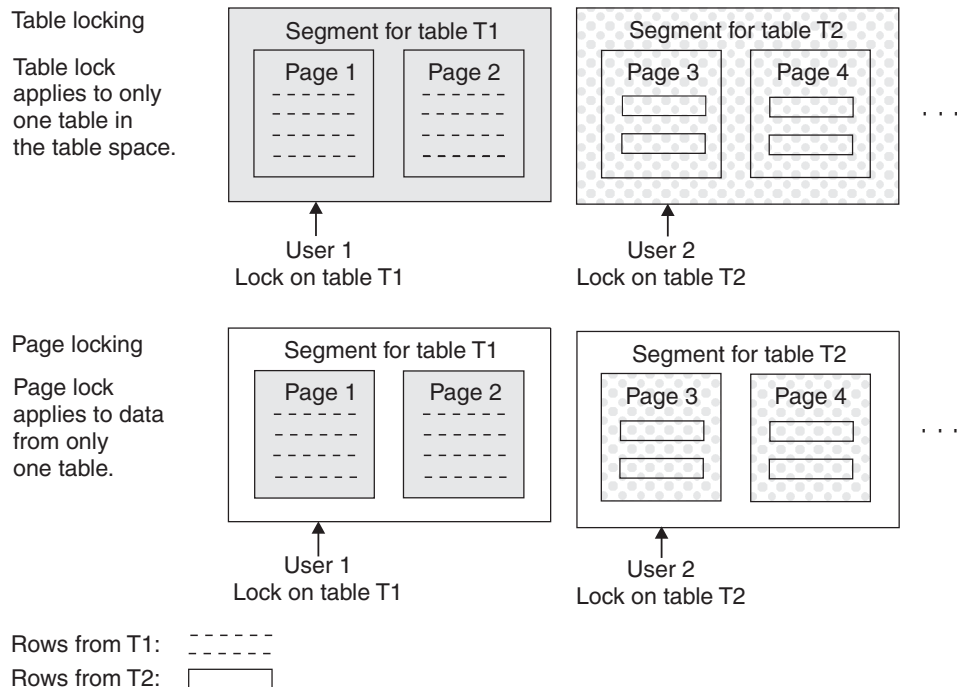 Table locking
Table lock
applies to only
one table in
the table space.
Segment for table T1
Page 1
Page 2
Segment for table T2
Page 3
Page 4
. . .
User 1
Lock on table T1
User 2
Lock on table T2
Page locking
Page lock
applies to data
from only
one table.
Segment for table T1
Page 1
Page 2
Segment for table T2
Page 3
Page 4
. . .
User 1
Lock on table T1
User 2
Lock on table T2
Rows from T1:
Rows from T2: